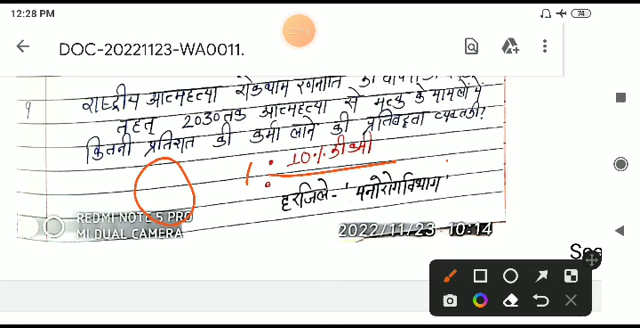 12:28 PM
74
DOC-20221123-WA0011.
राष्ट्रीय आत्महत्या रोकथाम रणनीति की
तहत् 2030 तक आत्महत्या से मृत्यु के मामलों में
कितनी प्रतिशत की कमी लाने की प्रतिबद्धता व्यक्त की?
10% की कमी
हर जिले - 'मनोरोग विभाग'
REDMI NOTE 5 PRO
MI DUAL CAMERA
2022/11/23 10:14